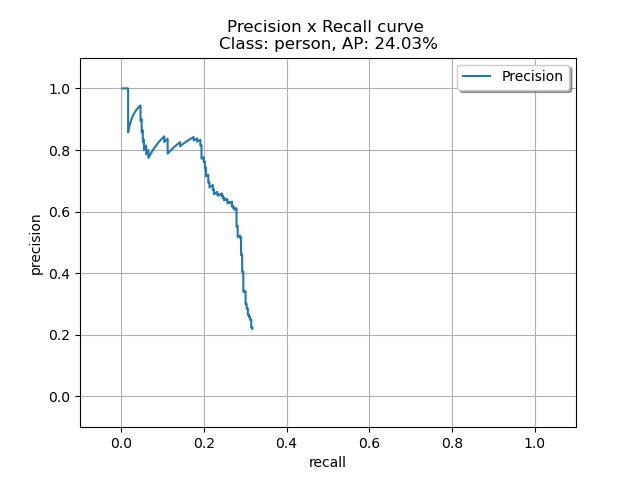 Precision x Recall curve
Class: person, AP: 24.03%
Precision
1.0
0.8
0.6
0.4
0.2
0.0
precision
0.0 0.2 0.4 0.6 0.8 1.0
recall